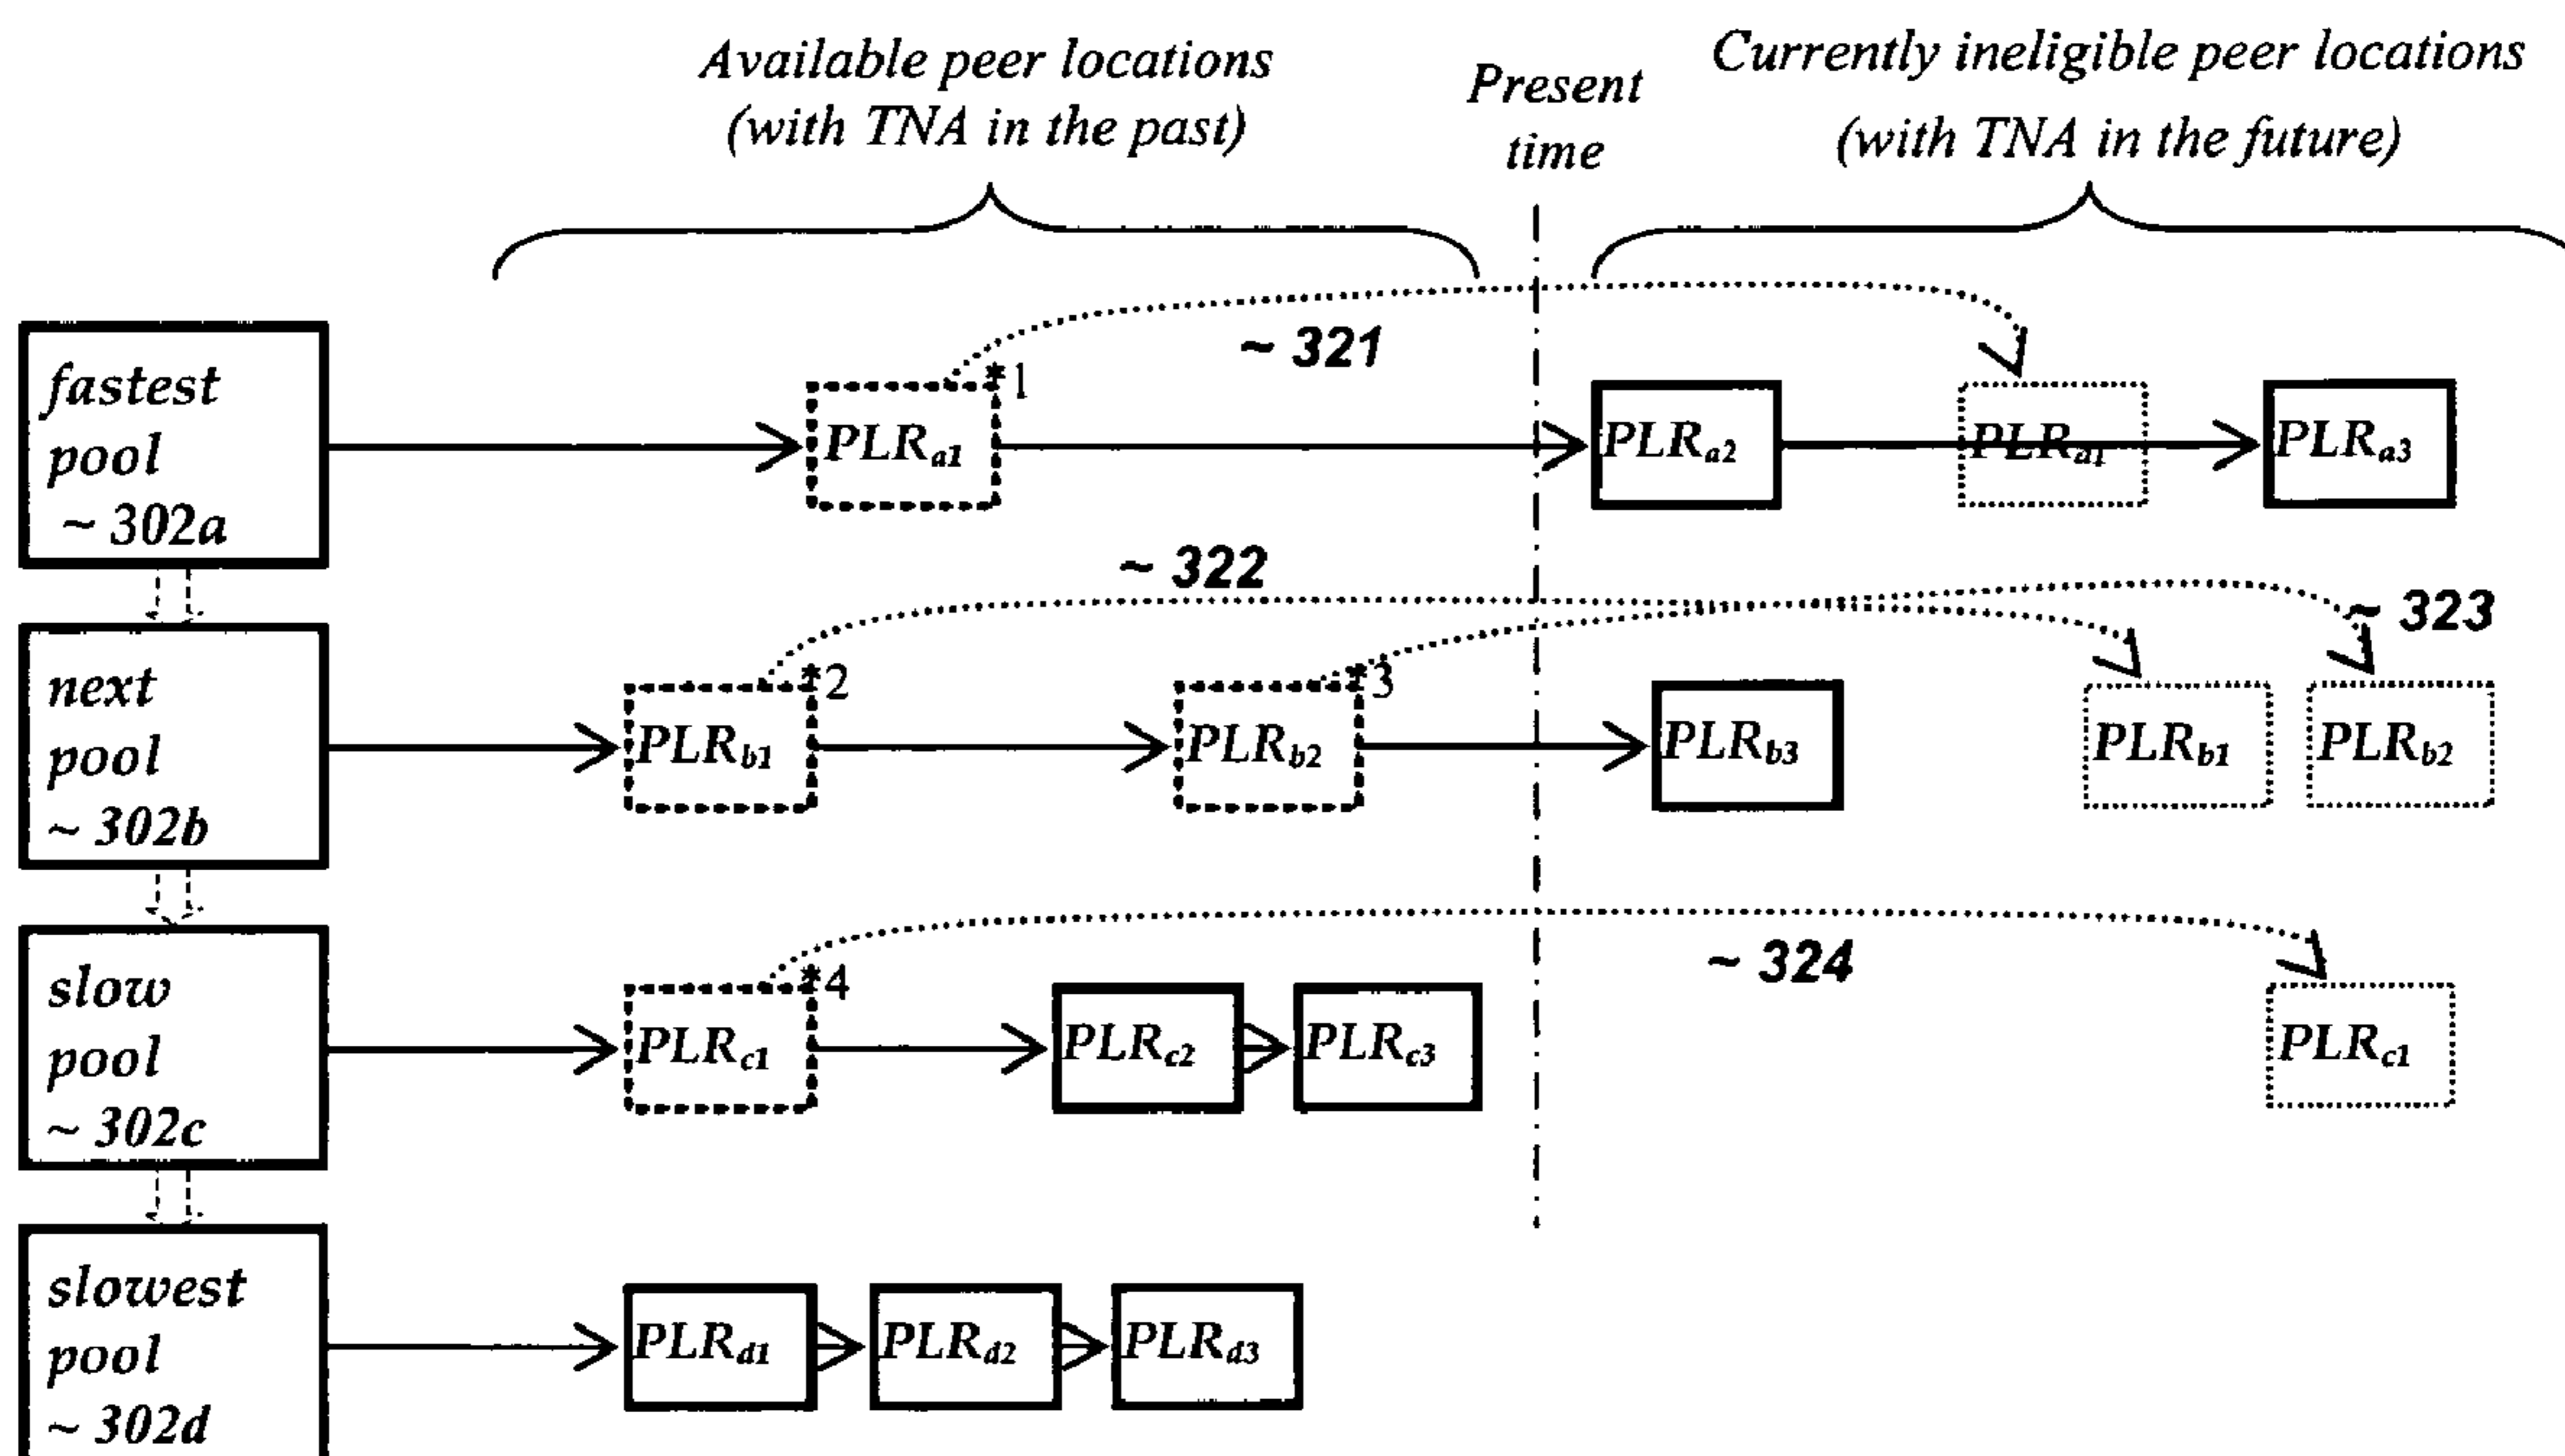 Available peer locations
(with TNA in the past)
Present
time
Currently ineligible peer locations
(with TNA in the future)
~ 321
fastest
pool
~ 302a
*1
PLRa1
PLRa2
PLRa1
PLRa3
~ 322
~ 323
next
pool
~ 302b
*2
PLRb1
*3
PLRb2
PLRb3
PLRb1
PLRb2
~ 324
slow
pool
~ 302c
*4
PLRc1
PLRc2
PLRc3
PLRc1
slowest
pool
~ 302d
PLRd1
PLRd2
PLRd3